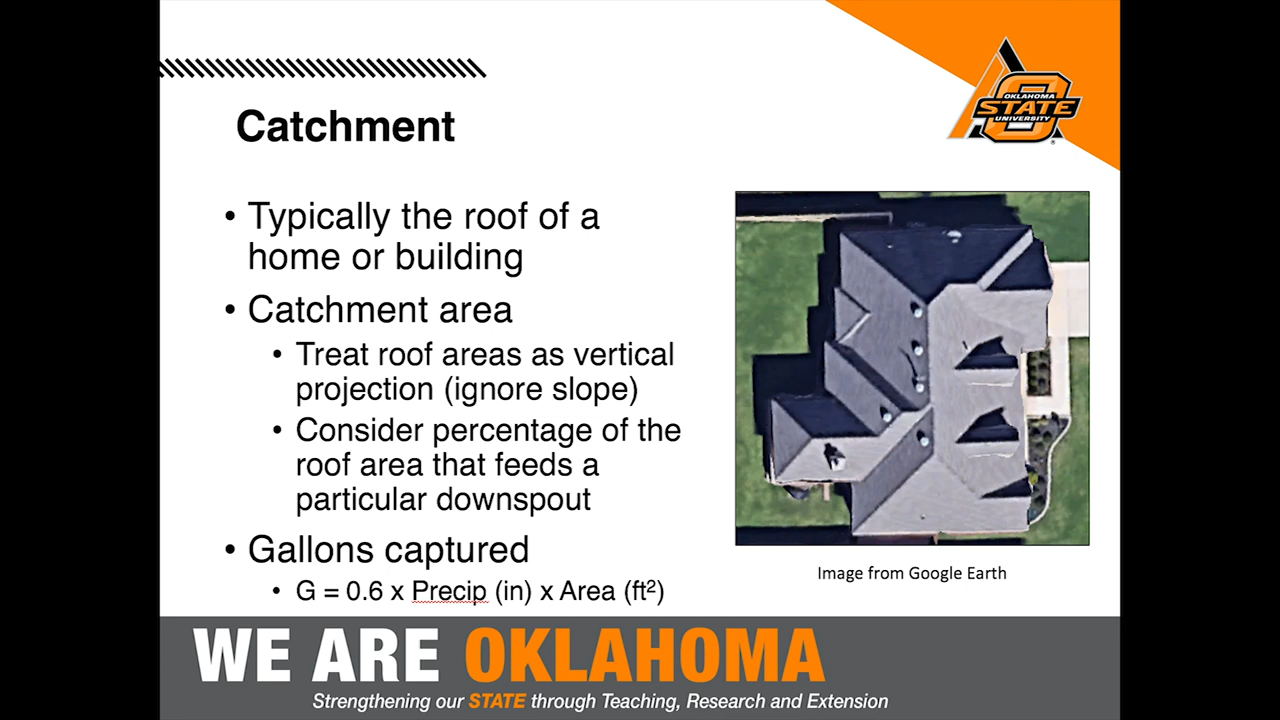 OKLAHOMA
STATE
UNIVERSITY
Catchment
• Typically the roof of a
home or building
• Catchment area
• Treat roof areas as vertical
projection (ignore slope)
• Consider percentage of the
roof area that feeds a
particular downspout
• Gallons captured
• G = 0.6 x Precip (in) x Area (ft²)
Image from Google Earth
WE ARE OKLAHOMA
Strengthening our STATE through Teaching, Research and Extension